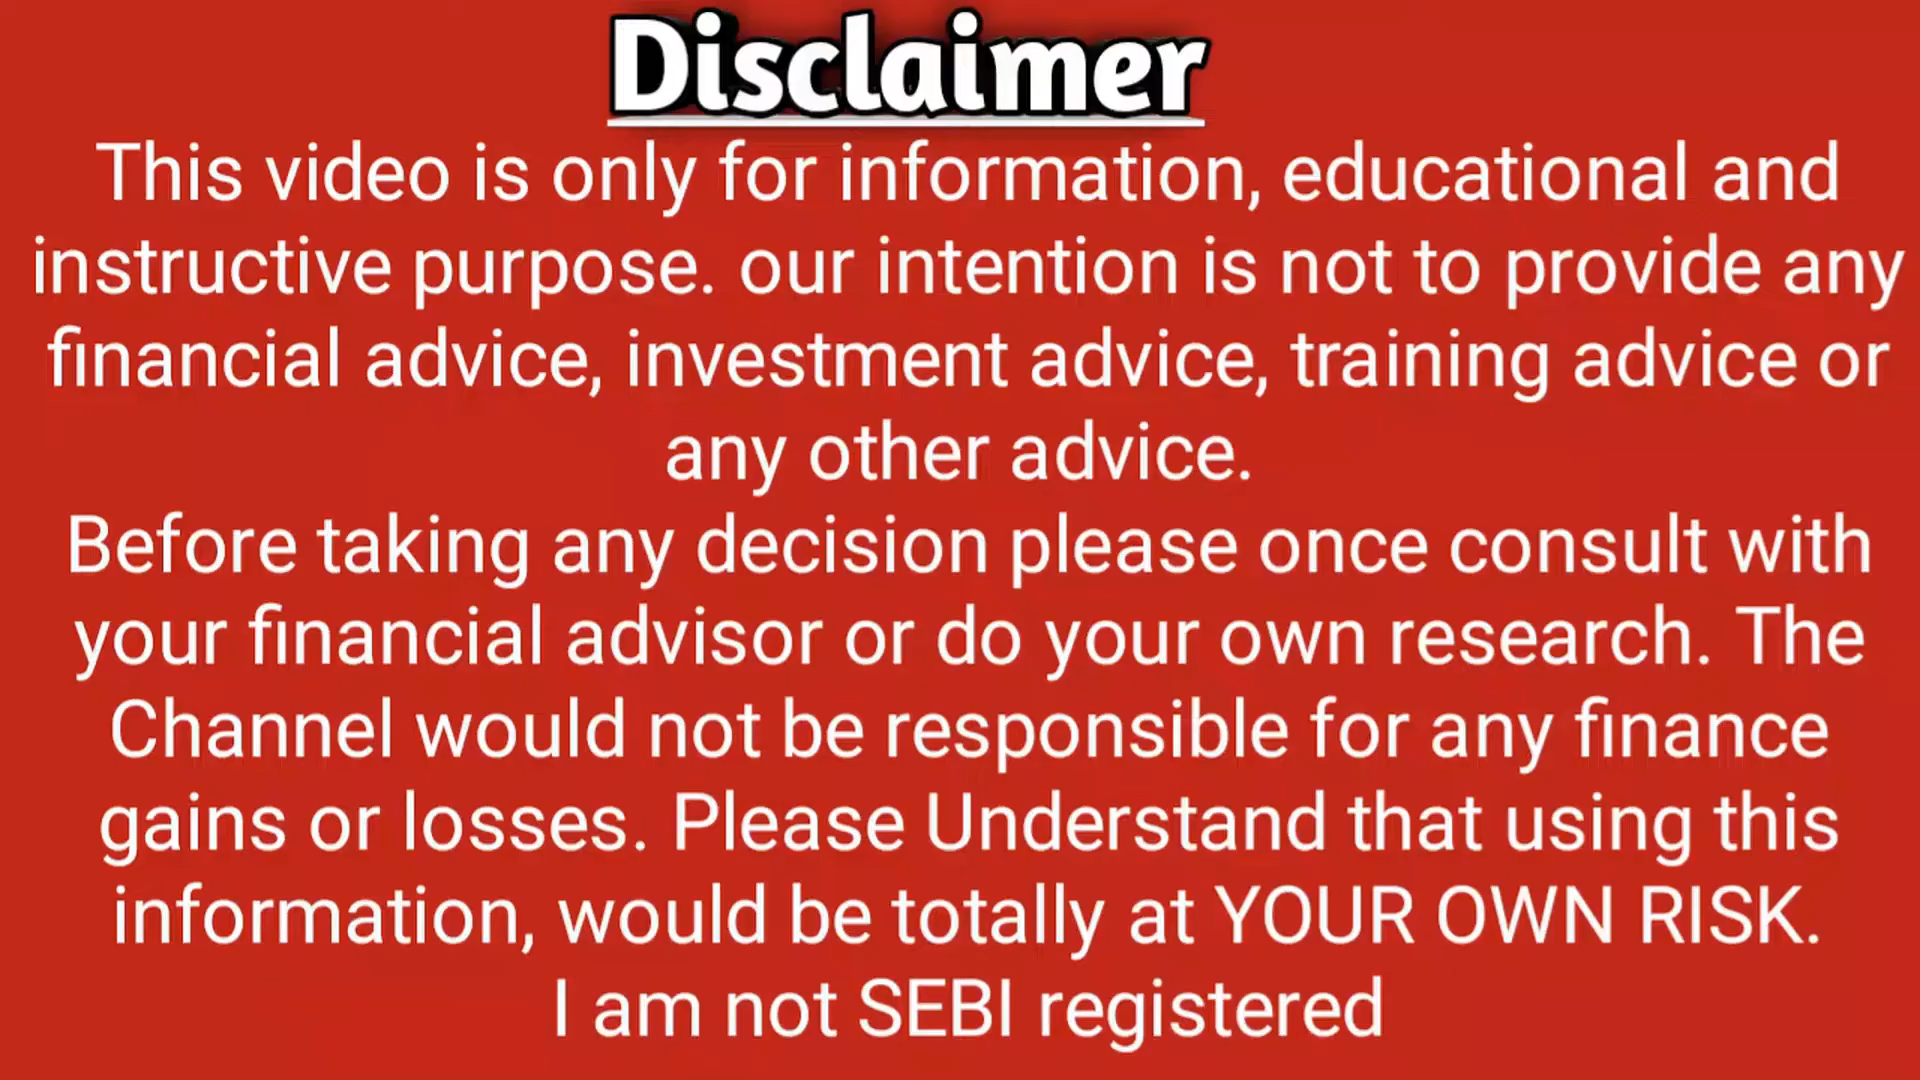 Disclaimer
This video is only for information, educational and
instructive purpose. our intention is not to provide any
financial advice, investment advice, training advice or
any other advice.
Before taking any decision please once consult with
your financial advisor or do your own research. The
Channel would not be responsible for any finance
gains or losses. Please Understand that using this
information, would be totally at YOUR OWN RISK.
I am not SEBI registered